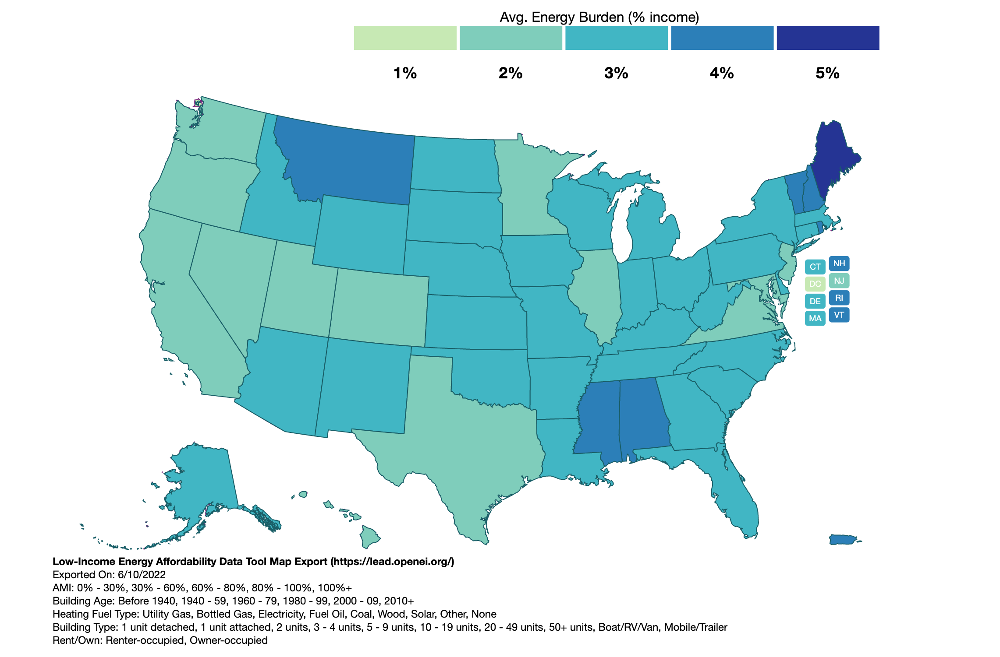 Avg. Energy Burden (% income)
1% 2% 3% 4% 5%
CT NH
DC NJ
DE RI
MA VT
Low-Income Energy Affordability Data Tool Map Export (https://lead.openei.org/)
Exported On: 6/10/2022
AMI: 0% - 30%, 30% - 60%, 60% - 80%, 80% - 100%, 100%+
Building Age: Before 1940, 1940 - 59, 1960 - 79, 1980 - 99, 2000 - 09, 2010+
Heating Fuel Type: Utility Gas, Bottled Gas, Electricity, Fuel Oil, Coal, Wood, Solar, Other, None
Building Type: 1 unit detached, 1 unit attached, 2 units, 3 - 4 units, 5 - 9 units, 10 - 19 units, 20 - 49 units, 50+ units, Boat/RV/Van, Mobile/Trailer
Rent/Own: Renter-occupied, Owner-occupied